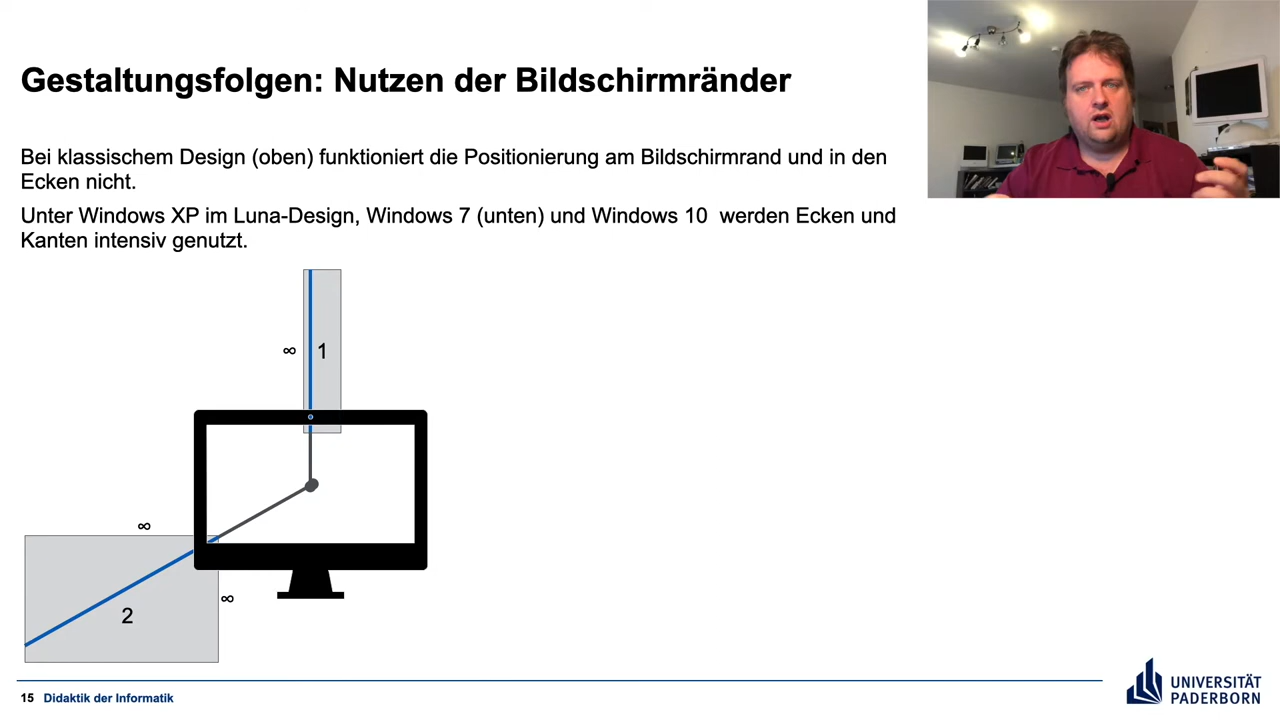 Gestaltungsfolgen: Nutzen der Bildschirmränder
Bei klassischem Design (oben) funktioniert die Positionierung am Bildschirmrand und in den
Ecken nicht.
Unter Windows XP im Luna-Design, Windows 7 (unten) und Windows 10  werden Ecken und
Kanten intensiv genutzt.
∞ 1
∞
∞
2
15 Didaktik der Informatik
UNIVERSITÄT
PADERBORN